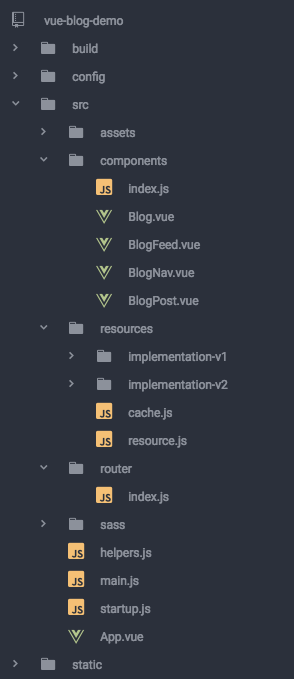 vue-blog-demo
build
config
src
assets
components
JS index.js
Blog.vue
BlogFeed.vue
BlogNav.vue
BlogPost.vue
resources
implementation-v1
implementation-v2
JS cache.js
JS resource.js
router
JS index.js
sass
JS helpers.js
JS main.js
JS startup.js
App.vue
static